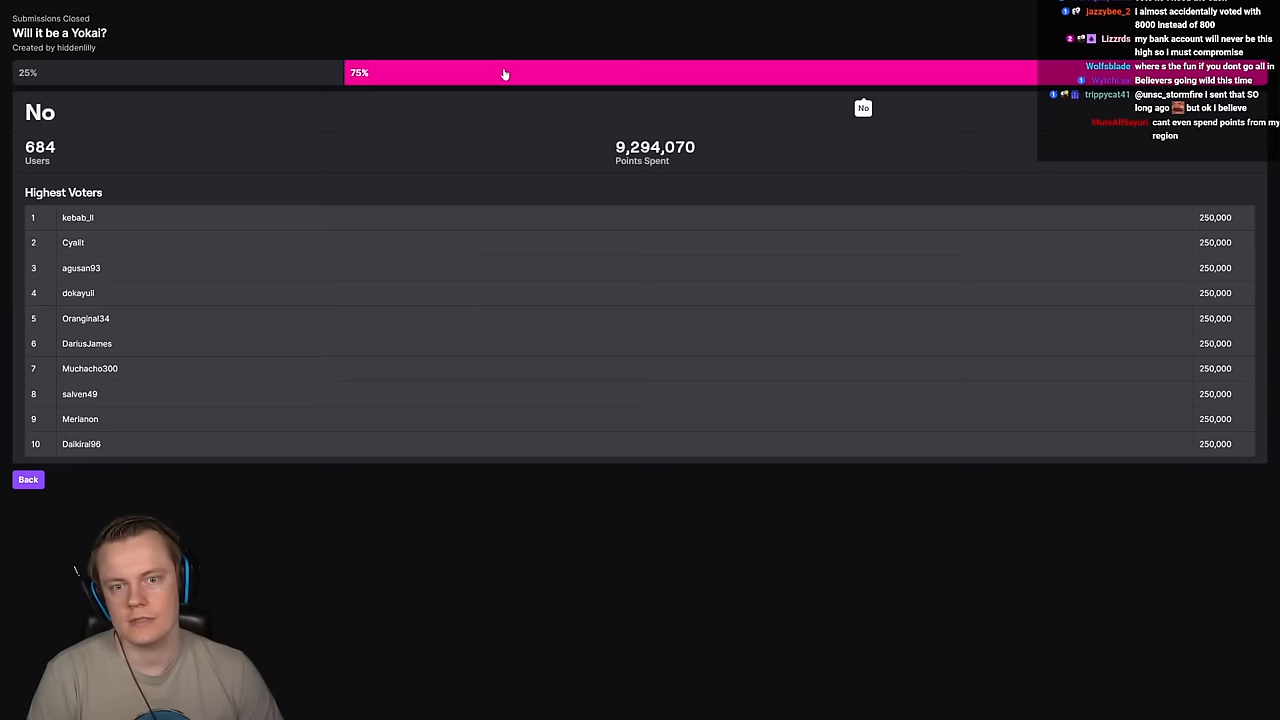 Submissions Closed
Will it be a Yokai?
Created by hiddenlilly
25%
75%
No
No
684
Users
9,294,070
Points Spent
Highest Voters
1 kebab_ll 250,000
2 Cyallt 250,000
3 agusan93 250,000
4 dokayull 250,000
5 Oranginal34 250,000
6 DariusJames 250,000
7 Muchacho300 250,000
8 salven49 250,000
9 Merlanon 250,000
10 Daikirai96 250,000
Back
jazzybee_2 I almost accidentally voted with
8000 instead of 800
Lizzrds my bank account will never be this
high so I must compromise
Wolfsblade where s the fun if you dont go all in
WytchLex Believers going wild this time
trippycat41 @unsc_stormfire I sent that SO
long ago but ok I believe
cant even spend points from my
region